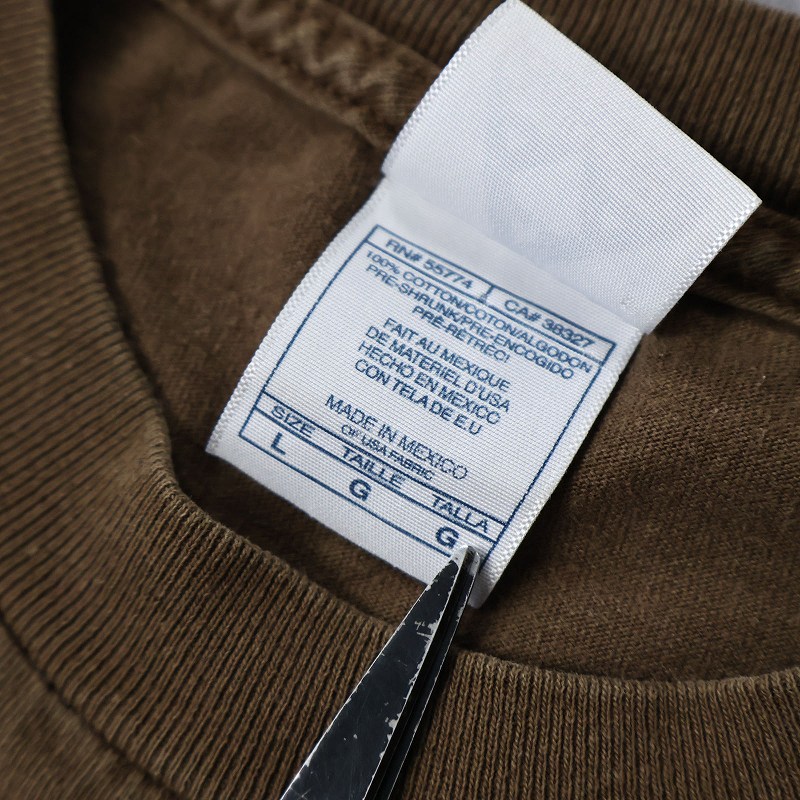 RN# 55774 CA# 38327
100% COTTON/COTON/ALGODON
PRE-SHRUNK/PRE-ENCOGIDO
PRÉ-RÉTRÉCI
FAIT AU MEXIQUE
DE MATERIEL D'USA
HECHO EN MEXICO
CON TELA DE E.U
MADE IN MEXICO
OF USA FABRIC
SIZE TAILLE TALLA
L G G